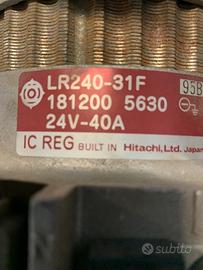 LR240-31F
95B
181200 5630
24V-40A
IC REG BUILT IN Hitachi, Ltd. Japan
subito